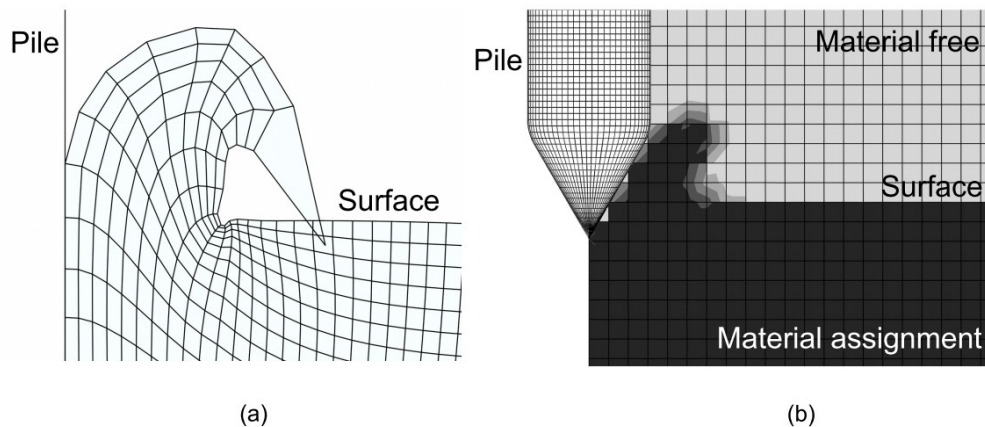 Pile
Surface
(a)
Pile
Material free
Surface
Material assignment
(b)